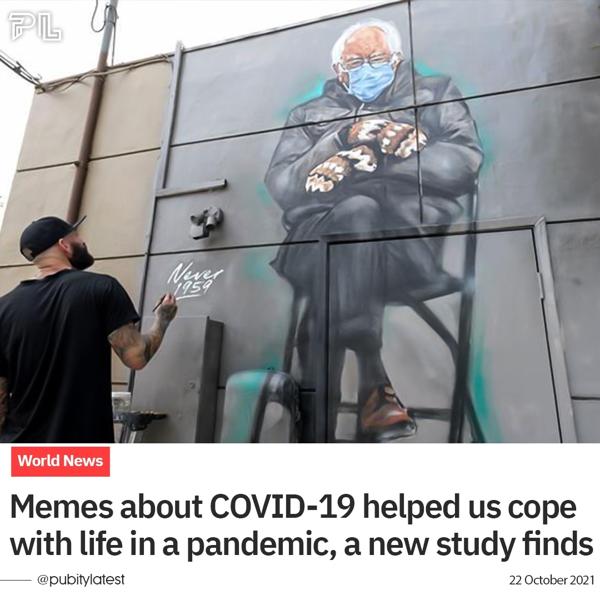 PL
Never
1959
World News
Memes about COVID-19 helped us cope
with life in a pandemic, a new study finds
@pubitylatest
22 October 2021